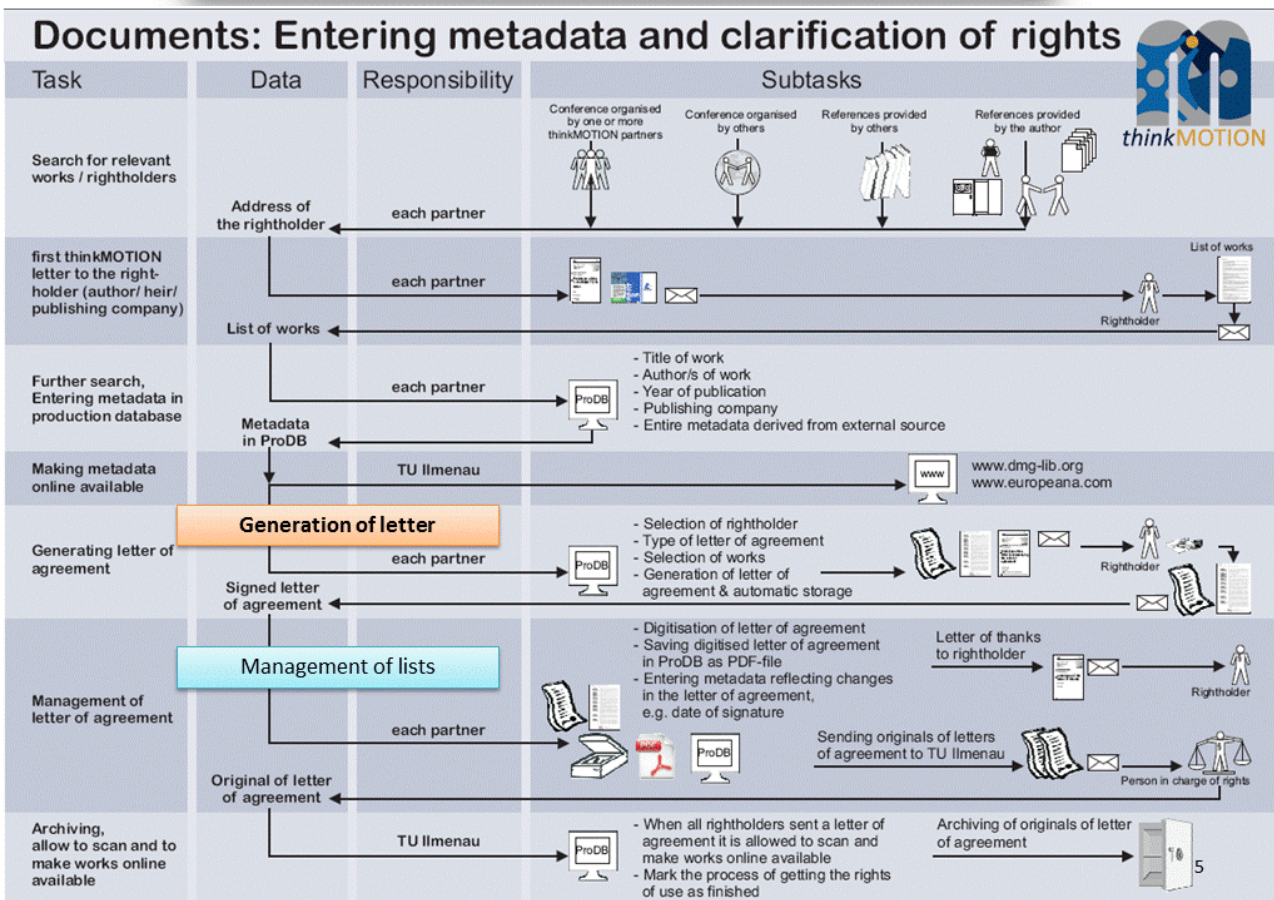 Documents: Entering metadata and clarification of rights
thinkMOTION
Task
Data
Responsibility
Subtasks
Search for relevant
works / rightholders
Conference organised
by one or more
thinkMOTION partners
Conference organised
by others
References provided
by others
References provided
by the author
Address of
the rightholder
each partner
first thinkMOTION
letter to the right-
holder (author/ heir/
publishing company)
each partner
Rightholder
List of works
List of works
Further search,
Entering metadata in
production database
each partner
ProDB
- Title of work
- Author/s of work
- Year of publication
- Publishing company
- Entire metadata derived from external source
Metadata
in ProDB
Making metadata
online available
TU Ilmenau
www
www.dmg-lib.org
www.europeana.com
Generation of letter
Generating letter of
agreement
each partner
ProDB
- Selection of rightholder
- Type of letter of agreement
- Selection of works
- Generation of letter of
agreement & automatic storage
Rightholder
Signed letter
of agreement
Management of lists
Management of
letter of agreement
each partner
- Digitisation of letter of agreement
- Saving digitised letter of agreement
in ProDB as PDF-file
- Entering metadata reflecting changes
in the letter of agreement,
e.g. date of signature
Letter of thanks
to rightholder
Rightholder
ProDB
Sending originals of letters
of agreement to TU Ilmenau
Person in charge of rights
Original of letter
of agreement
Archiving,
allow to scan and to
make works online
available
TU Ilmenau
ProDB
- When all rightholders sent a letter of
agreement it is allowed to scan and
make works online available
- Mark the process of getting the rights
of use as finished
Archiving of originals of letter
of agreement
5